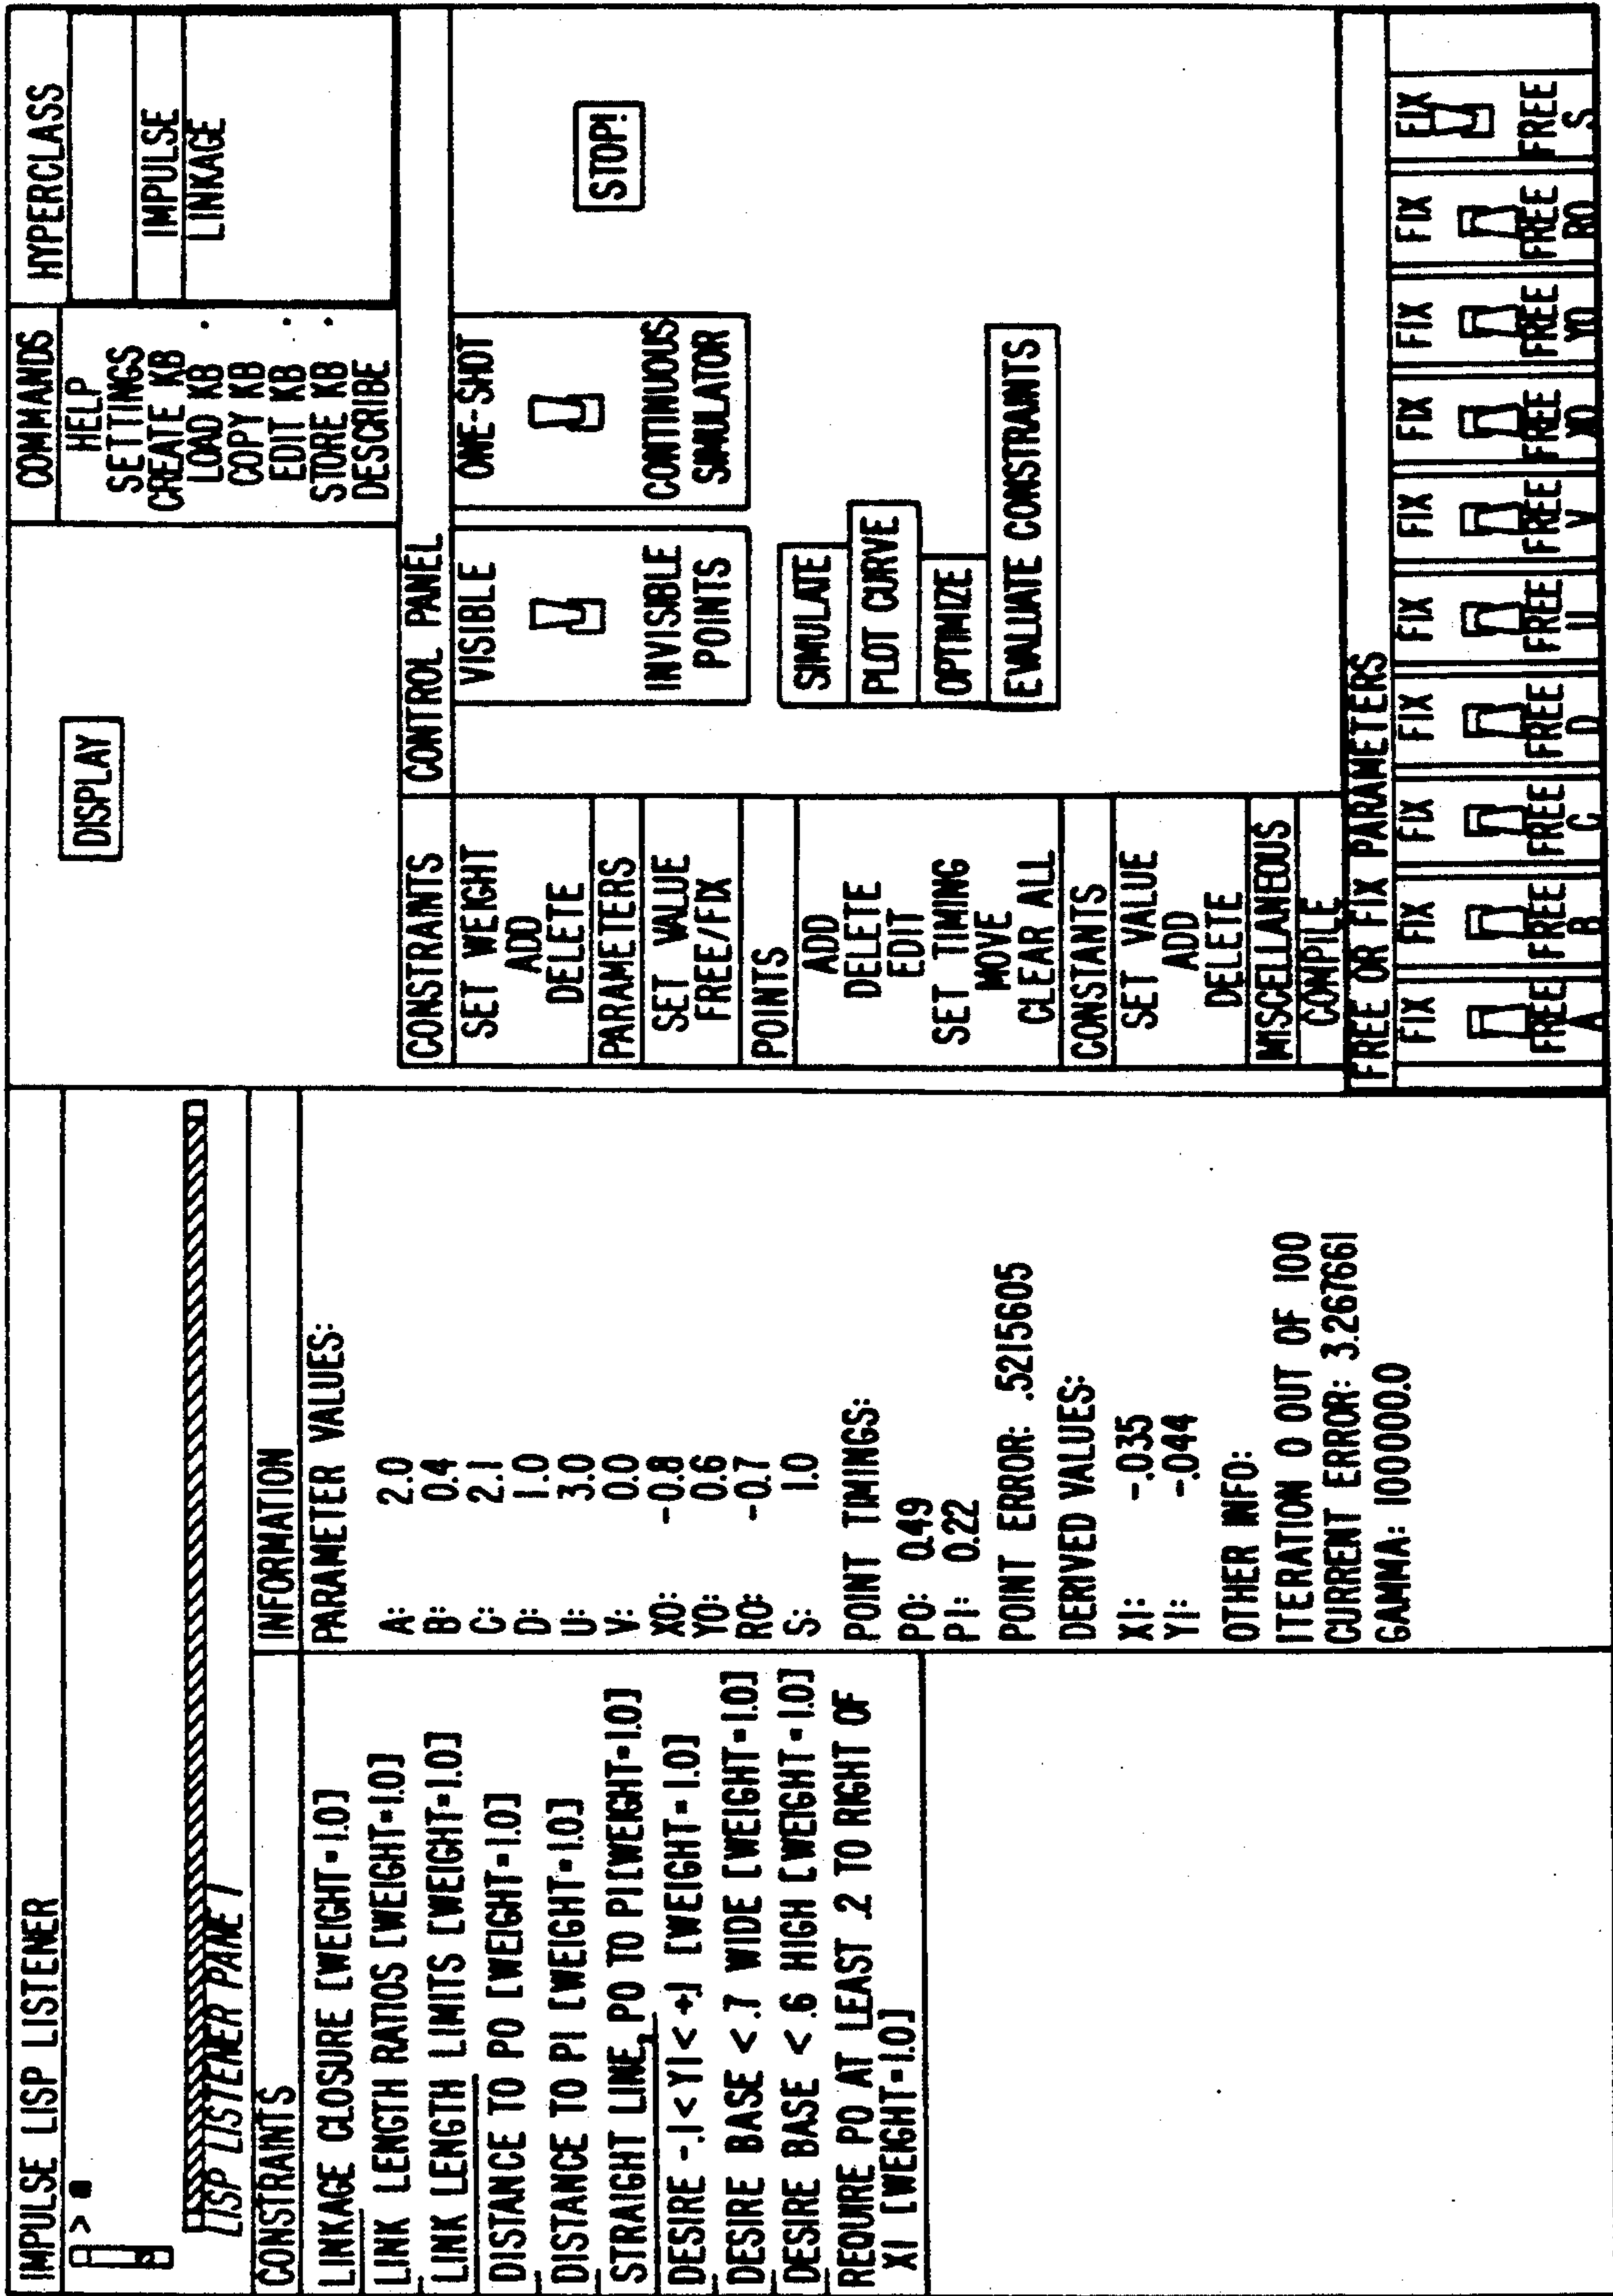 IMPULSE LISP LISTENER
>
LISP LISTENER PANE 1
CONSTRAINTS
LINKAGE CLOSURE [WEIGHT=1.0]
LINK LENGTH RATIOS [WEIGHT=1.0]
LINK LENGTH LIMITS [WEIGHT=1.0]
DISTANCE TO P0 [WEIGHT=1.0]
DISTANCE TO P1 [WEIGHT=1.0]
STRAIGHT LINE, P0 TO P1[WEIGHT=1.0]
DESIRE -.1<Y1<+.1 [WEIGHT=1.0]
DESIRE BASE <.7 WIDE [WEIGHT=1.0]
DESIRE BASE <.6 HIGH [WEIGHT=1.0]
REQUIRE P0 AT LEAST .2 TO RIGHT OF
X1 [WEIGHT=1.0]
INFORMATION
PARAMETER VALUES:
A: 2.0
B: 0.4
C: 2.1
D: 1.0
U: 3.0
V: 0.0
X0: -0.8
Y0: 0.6
R0: -0.7
S: 1.0
POINT TIMINGS:
P0: 0.49
P1: 0.22
POINT ERROR: .5215605
DERIVED VALUES:
X1: -.035
Y1: -.044
OTHER INFO:
ITERATION 0 OUT OF 100
CURRENT ERROR: 3.267661
GAMMA: 100000.0
DISPLAY
COMMANDS
HELP
SETTINGS
CREATE KB
LOAD KB
COPY KB
EDIT KB
STORE KB
DESCRIBE
HYPERCLASS
IMPULSE
LINKAGE
CONTROL PANEL
CONSTRAINTS
SET WEIGHT
ADD
DELETE
PARAMETERS
SET VALUE
FREE/FIX
POINTS
ADD
DELETE
EDIT
SET TIMING
MOVE
CLEAR ALL
CONSTANTS
SET VALUE
ADD
DELETE
MISCELLANEOUS
COMPILE
VISIBLE
INVISIBLE
POINTS
ONE-SHOT
CONTINUOUS
SIMULATOR
STOP!
SIMULATE
PLOT CURVE
OPTIMIZE
EVALUATE CONSTRAINTS
FREE OR FIX PARAMETERS
FIX FIX FIX FIX FIX FIX FIX FIX FIX FIX
FREE FREE FREE FREE FREE FREE FREE FREE FREE FREE
A B C D U V X0 Y0 R0 S